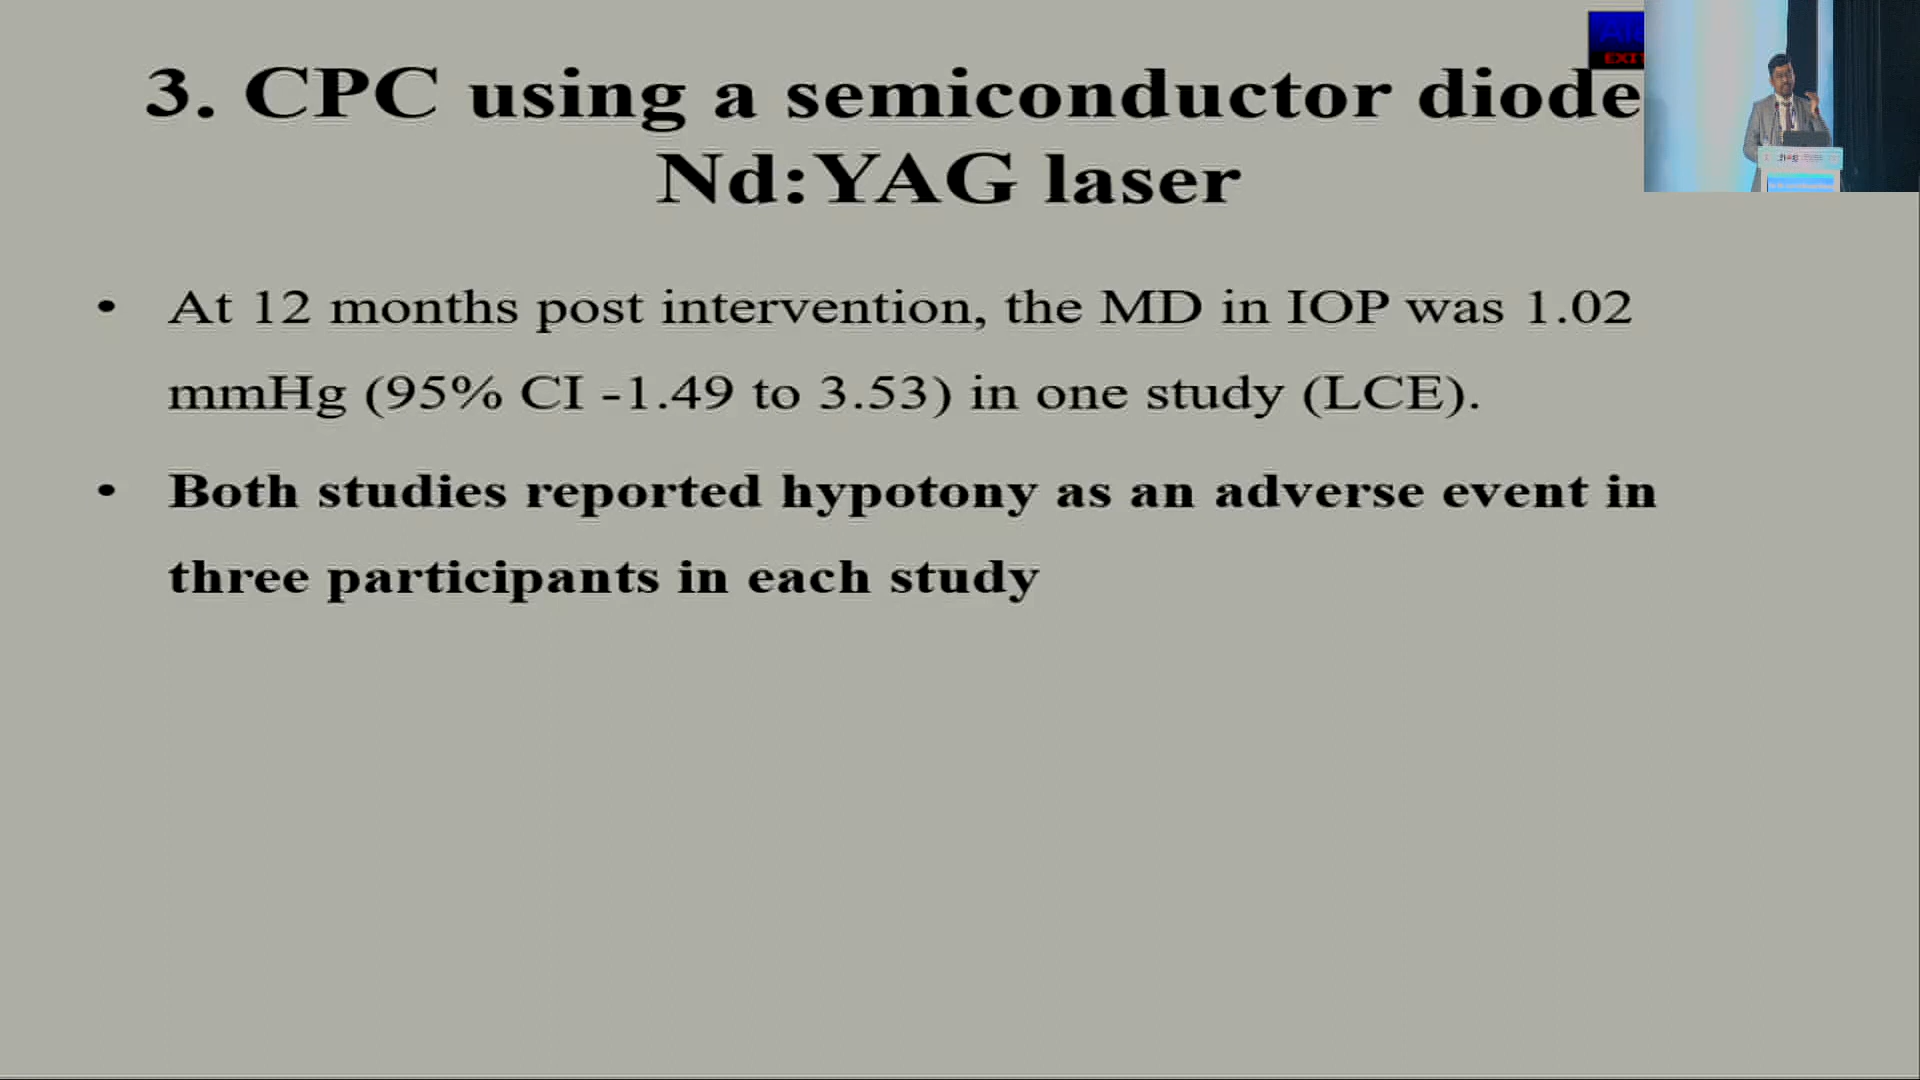 3. CPC using a semiconductor diode
Nd:YAG laser
EXIT
• At 12 months post intervention, the MD in IOP was 1.02
mmHg (95% CI -1.49 to 3.53) in one study (LCE).
• Both studies reported hypotony as an adverse event in
three participants in each study